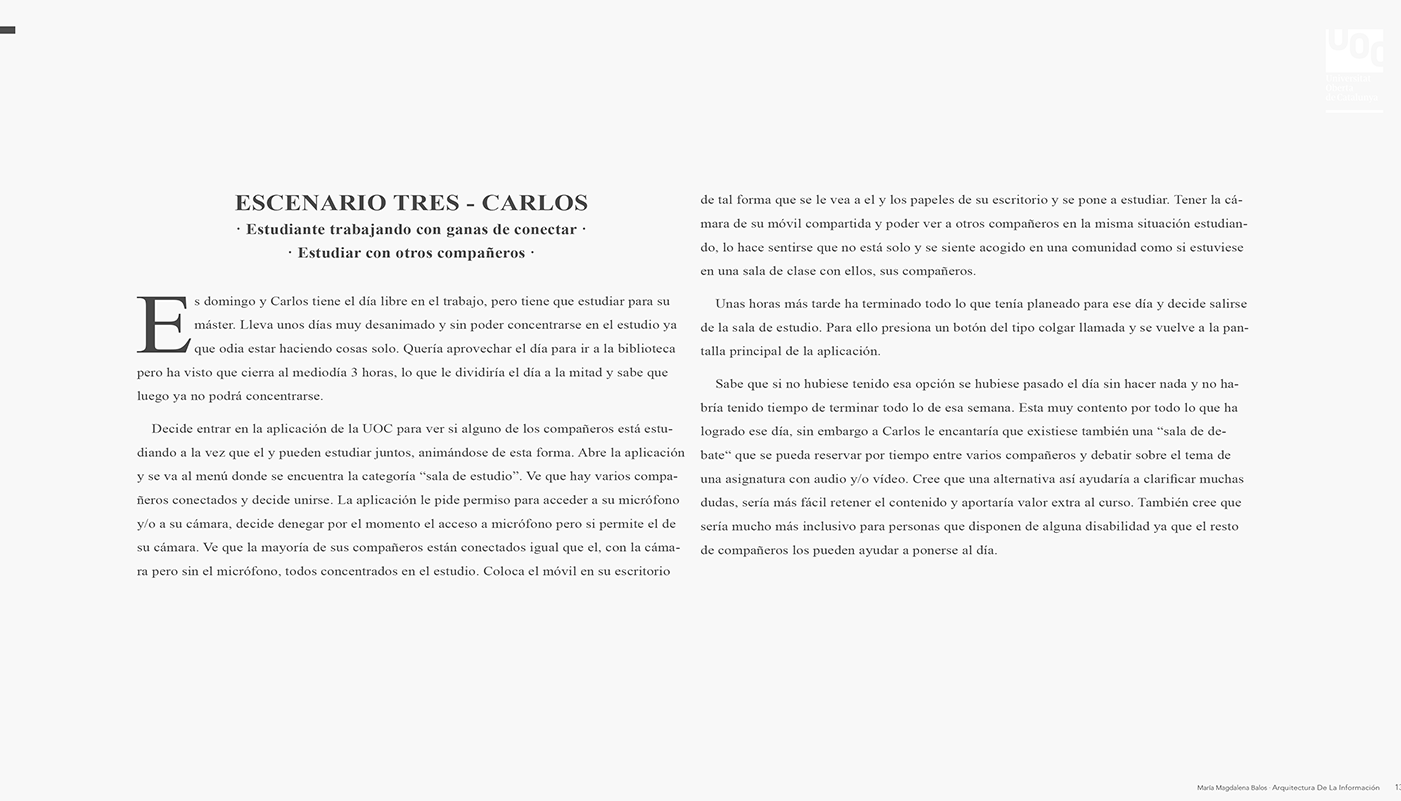 UOC
ESCENARIO TRES - CARLOS
· Estudiante trabajando con ganas de conectar ·
· Estudiar con otros compañeros ·
Es domingo y Carlos tiene el día libre en el trabajo, pero tiene que estudiar para su
máster. Lleva unos días muy desanimado y sin poder concentrarse en el estudio ya
que odia estar haciendo cosas solo. Quería aprovechar el día para ir a la biblioteca
pero ha visto que cierra al mediodía 3 horas, lo que le dividiría el día a la mitad y sabe que
luego ya no podrá concentrarse.
Decide entrar en la aplicación de la UOC para ver si alguno de los compañeros está estu-
diando a la vez que el y pueden estudiar juntos, animándose de esta forma. Abre la aplicación
y se va al menú donde se encuentra la categoría “sala de estudio”. Ve que hay varios compa-
ñeros conectados y decide unirse. La aplicación le pide permiso para acceder a su micrófono
y/o a su cámara, decide denegar por el momento el acceso a micrófono pero si permite el de
su cámara. Ve que la mayoría de sus compañeros están conectados igual que el, con la cáma-
ra pero sin el micrófono, todos concentrados en el estudio. Coloca el móvil en su escritorio
de tal forma que se le vea a el y los papeles de su escritorio y se pone a estudiar. Tener la cá-
mara de su móvil compartida y poder ver a otros compañeros en la misma situación estudian-
do, lo hace sentirse que no está solo y se siente acogido en una comunidad como si estuviese
en una sala de clase con ellos, sus compañeros.
Unas horas más tarde ha terminado todo lo que tenía planeado para ese día y decide salirse
de la sala de estudio. Para ello presiona un botón del tipo colgar llamada y se vuelve a la pan-
talla principal de la aplicación.
Sabe que si no hubiese tenido esa opción se hubiese pasado el día sin hacer nada y no ha-
bría tenido tiempo de terminar todo lo de esa semana. Esta muy contento por todo lo que ha
logrado ese día, sin embargo a Carlos le encantaría que existiese también una “sala de de-
bate“ que se pueda reservar por tiempo entre varios compañeros y debatir sobre el tema de
una asignatura con audio y/o vídeo. Cree que una alternativa así ayudaría a clarificar muchas
dudas, sería más fácil retener el contenido y aportaría valor extra al curso. También cree que
sería mucho más inclusivo para personas que disponen de alguna disabilidad ya que el resto
de compañeros los pueden ayudar a ponerse al día.
María Magdalena Balos · Arquitectura De La Información 13